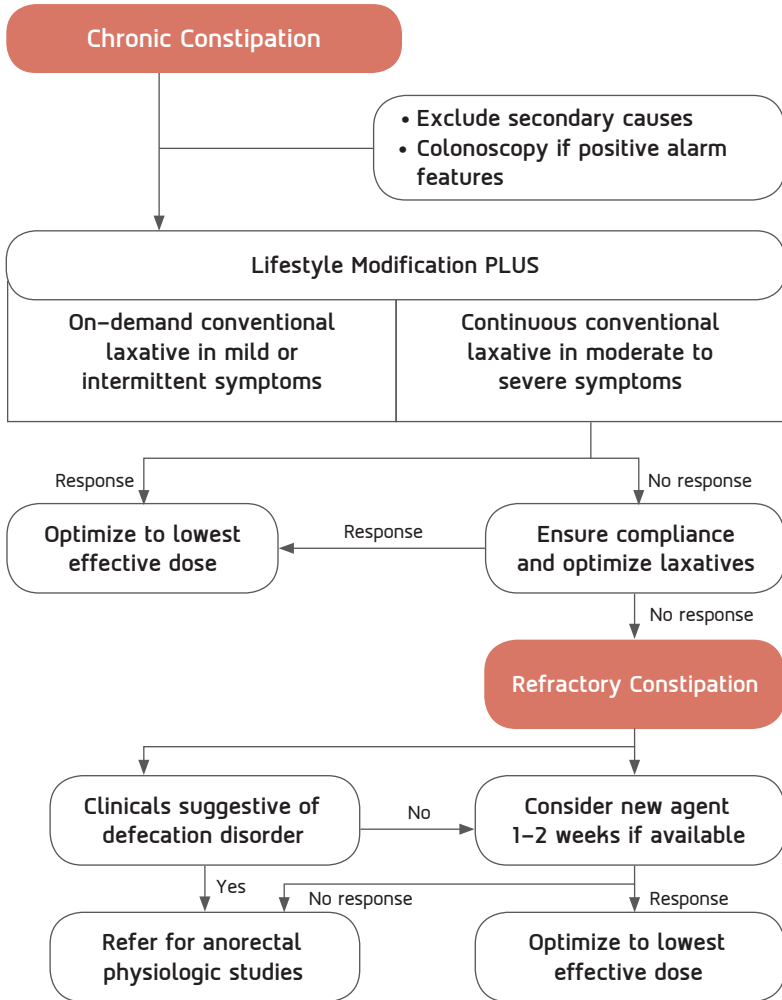 Chronic Constipation
• Exclude secondary causes
• Colonoscopy if positive alarm
features
Lifestyle Modification PLUS
On-demand conventional
laxative in mild or
intermittent symptoms
Continuous conventional
laxative in moderate to
severe symptoms
Response
No response
Optimize to lowest
effective dose
Response
Ensure compliance
and optimize laxatives
No response
Refractory Constipation
Clinicals suggestive of
defecation disorder
No
Consider new agent
1-2 weeks if available
Yes
No response
Response
Refer for anorectal
physiologic studies
Optimize to lowest
effective dose